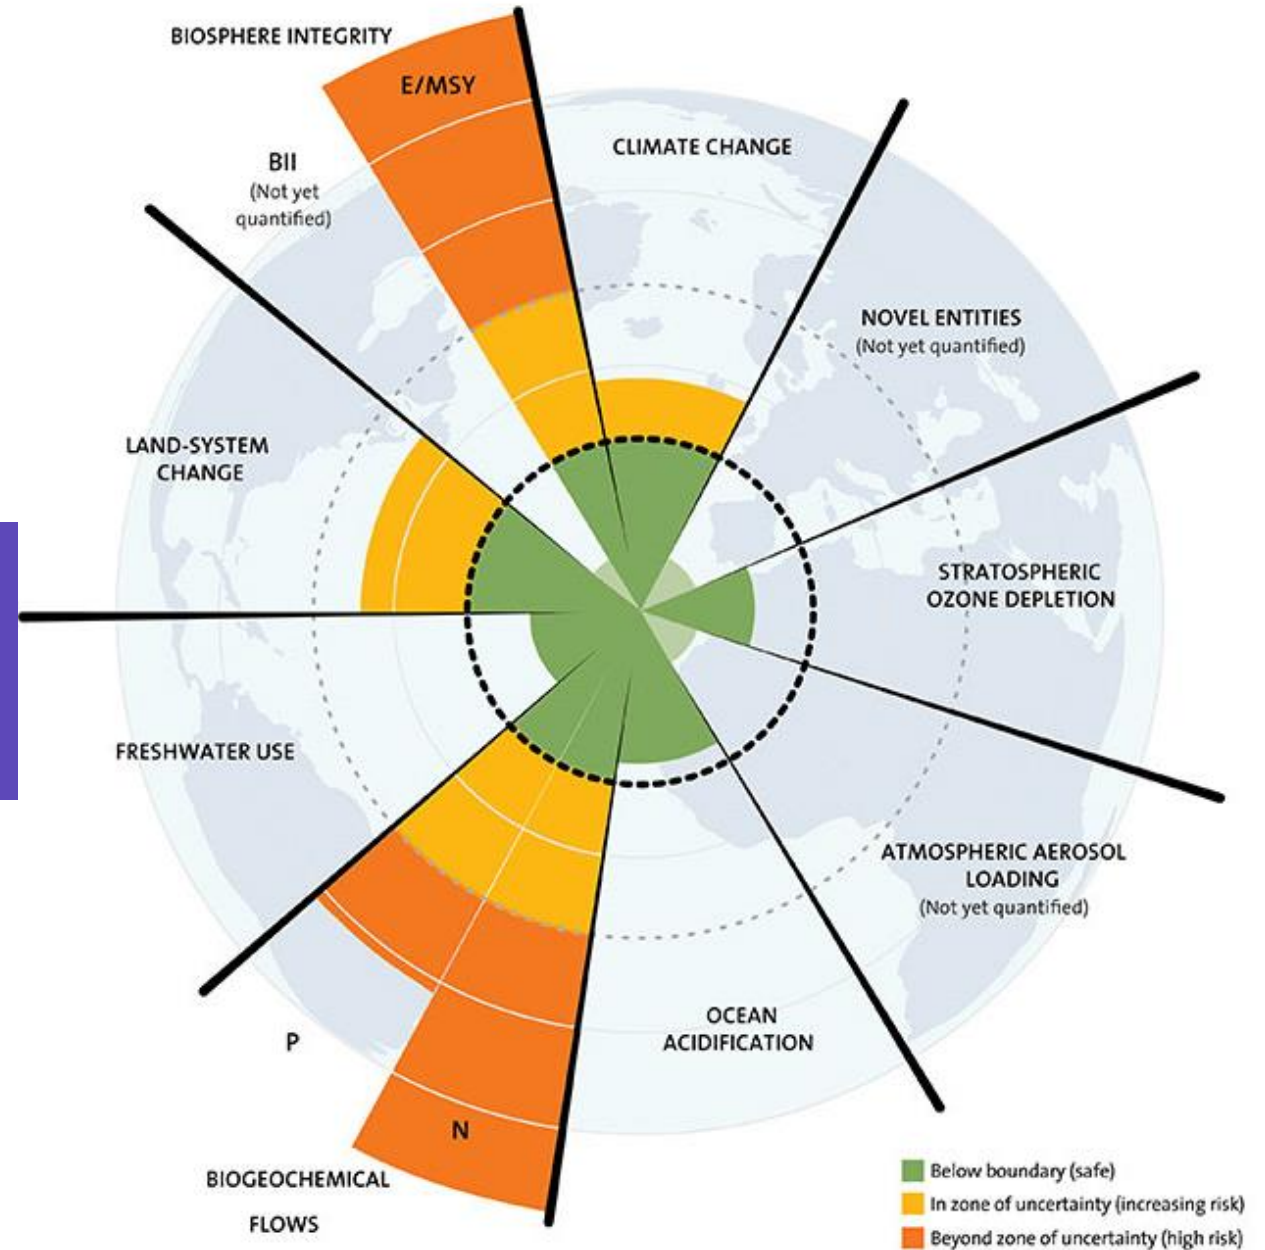 BIOSPHERE INTEGRITY
E/MSY
BII
(Not yet
quantified)
CLIMATE CHANGE
NOVEL ENTITIES
(Not yet quantified)
LAND-SYSTEM
CHANGE
STRATOSPHERIC
OZONE DEPLETION
FRESHWATER USE
ATMOSPHERIC AEROSOL
LOADING
(Not yet quantified)
OCEAN
ACIDIFICATION
P
N
BIOGEOCHEMICAL
FLOWS
Below boundary (safe)
In zone of uncertainty (increasing risk)
Beyond zone of uncertainty (high risk)